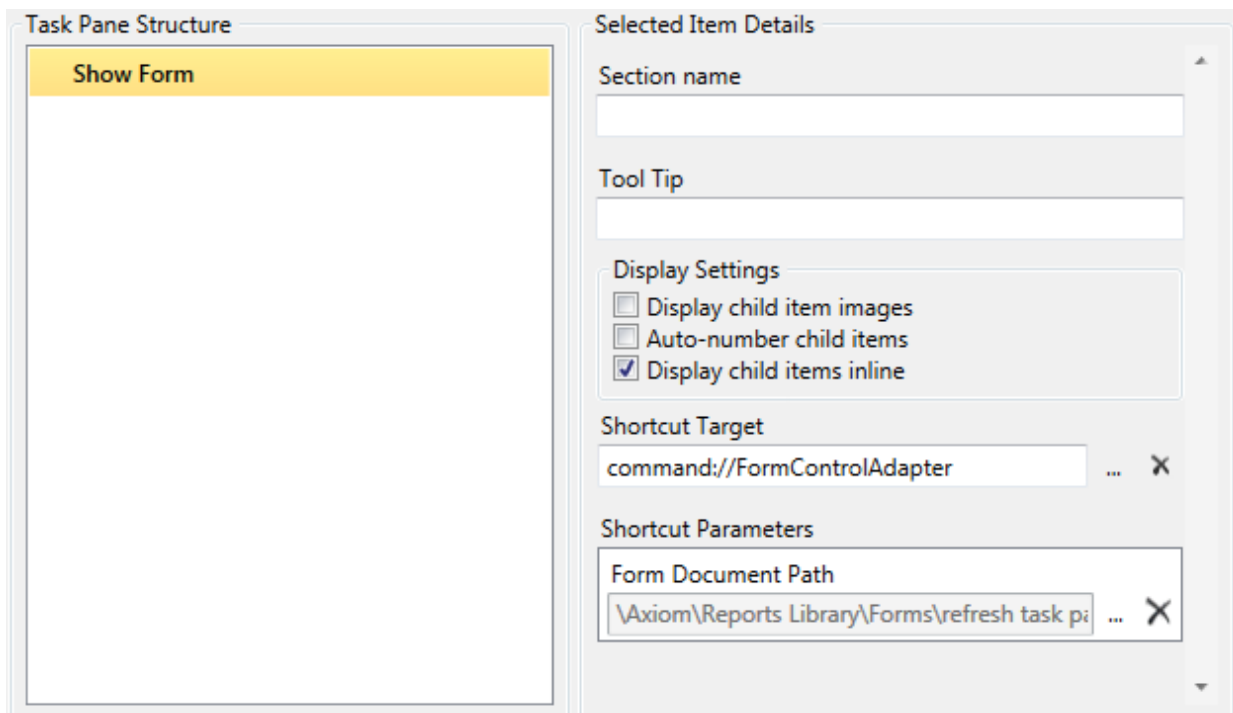 Task Pane Structure
Show Form
Selected Item Details
Section name
Tool Tip
Display Settings
Display child item images
Auto-number child items
Display child items inline
Shortcut Target
command://FormControlAdapter
...
Shortcut Parameters
Form Document Path
\Axiom\Reports Library\Forms\refresh task pa
...